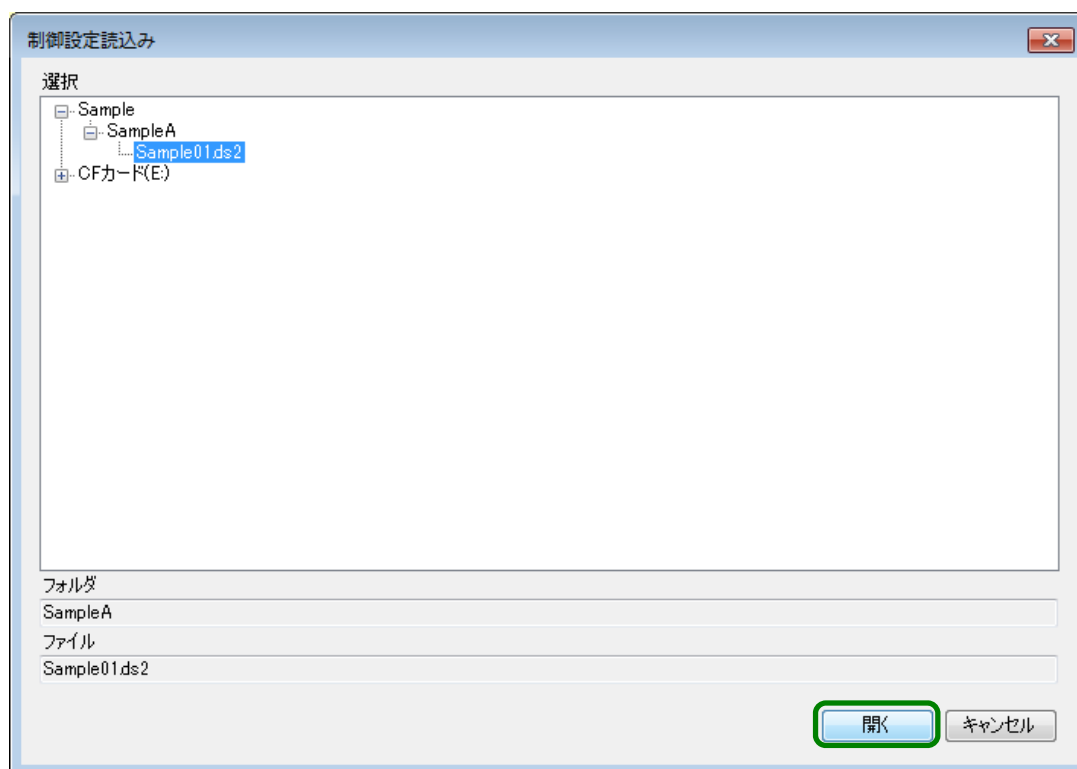 制御設定読込み
選択
Sample
SampleA
Sample01.ds2
CFカード(E:)
フォルダ
SampleA
ファイル
Sample01.ds2
開く キャンセル